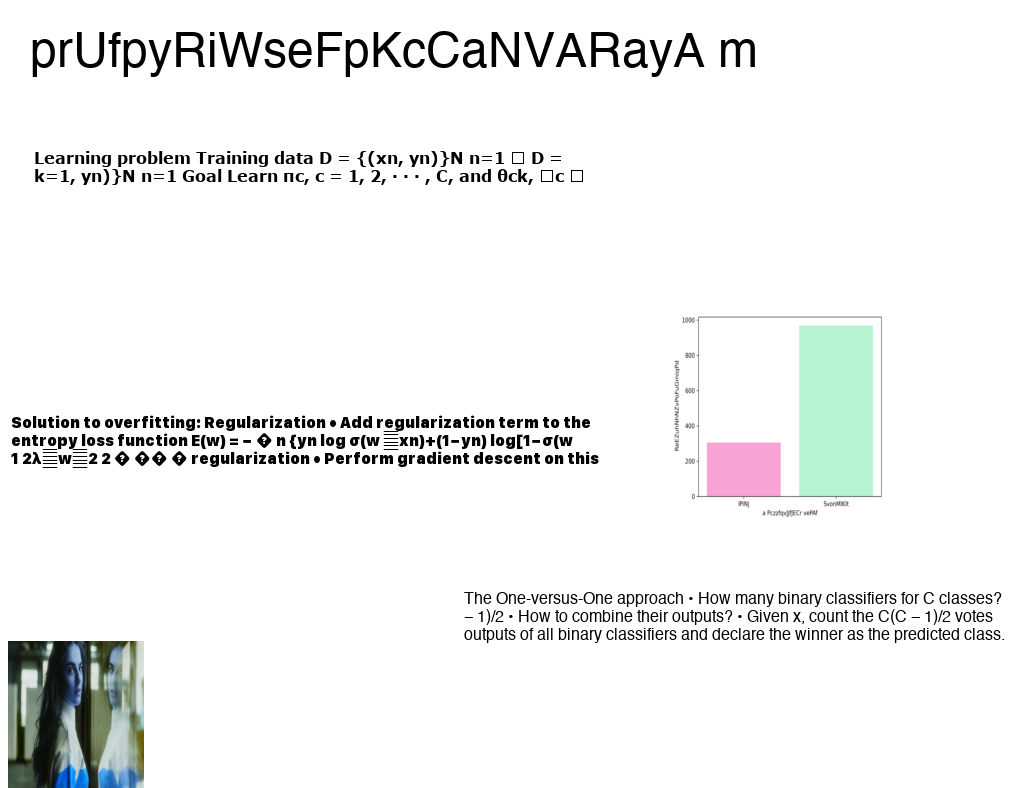 prUfpyRiWseFpKcCaNVARayA m
Learning problem Training data D = {(xn, yn)}N n=1 □ D =
k=1, yn)}N n=1 Goal Learn πc, c = 1, 2, · · · , C, and θck, □c □
Solution to overfitting: Regularization • Add regularization term to the
entropy loss function E(w) = − � n {yn log σ(w xn)+(1−yn) log[1−σ(w
1 2λ w 2 2 � � � � regularization • Perform gradient descent on this
1000
800
600
400
200
0
IPiNj
SvonMlKIt
The One-versus-One approach • How many binary classifiers for C classes?
− 1)/2 • How to combine their outputs? • Given x, count the C(C − 1)/2 votes
outputs of all binary classifiers and declare the winner as the predicted class.